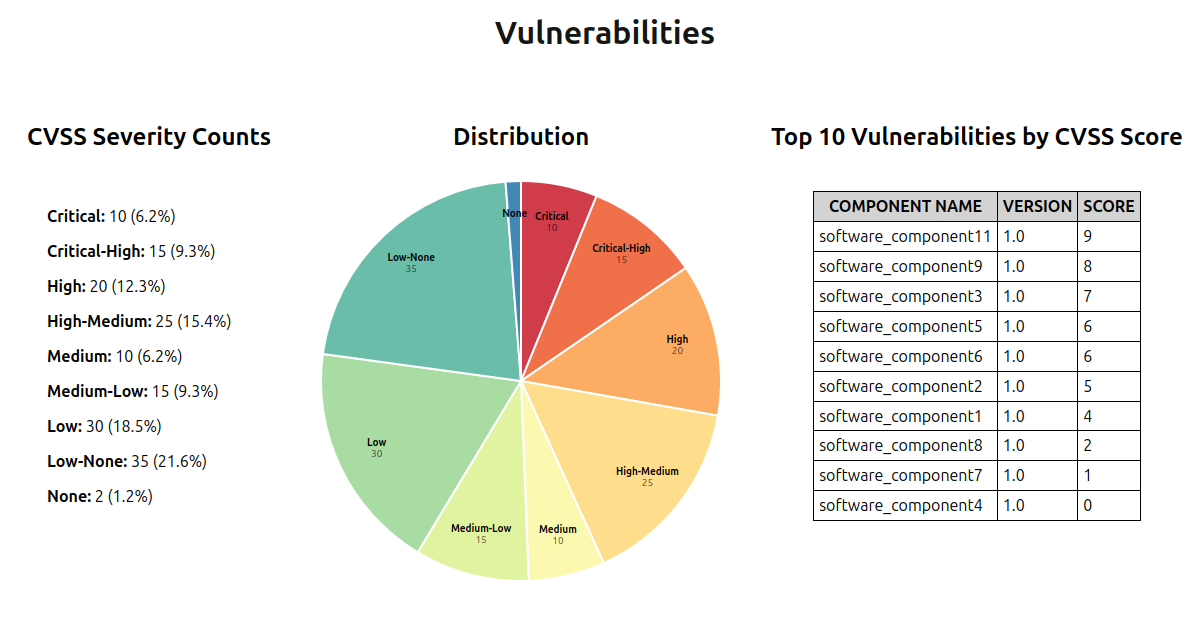 Vulnerabilities
CVSS Severity Counts
Critical: 10 (6.2%)
Critical-High: 15 (9.3%)
High: 20 (12.3%)
High-Medium: 25 (15.4%)
Medium: 10 (6.2%)
Medium-Low: 15 (9.3%)
Low: 30 (18.5%)
Low-None: 35 (21.6%)
None: 2 (1.2%)
Distribution
None
Critical
10
Critical-High
15
High
20
High-Medium
25
Medium
10
Medium-Low
15
Low
30
Low-None
35
Top 10 Vulnerabilities by CVSS Score
COMPONENT NAME VERSION SCORE
software_component11 1.0 9
software_component9 1.0 8
software_component3 1.0 7
software_component5 1.0 6
software_component6 1.0 6
software_component2 1.0 5
software_component1 1.0 4
software_component8 1.0 2
software_component7 1.0 1
software_component4 1.0 0